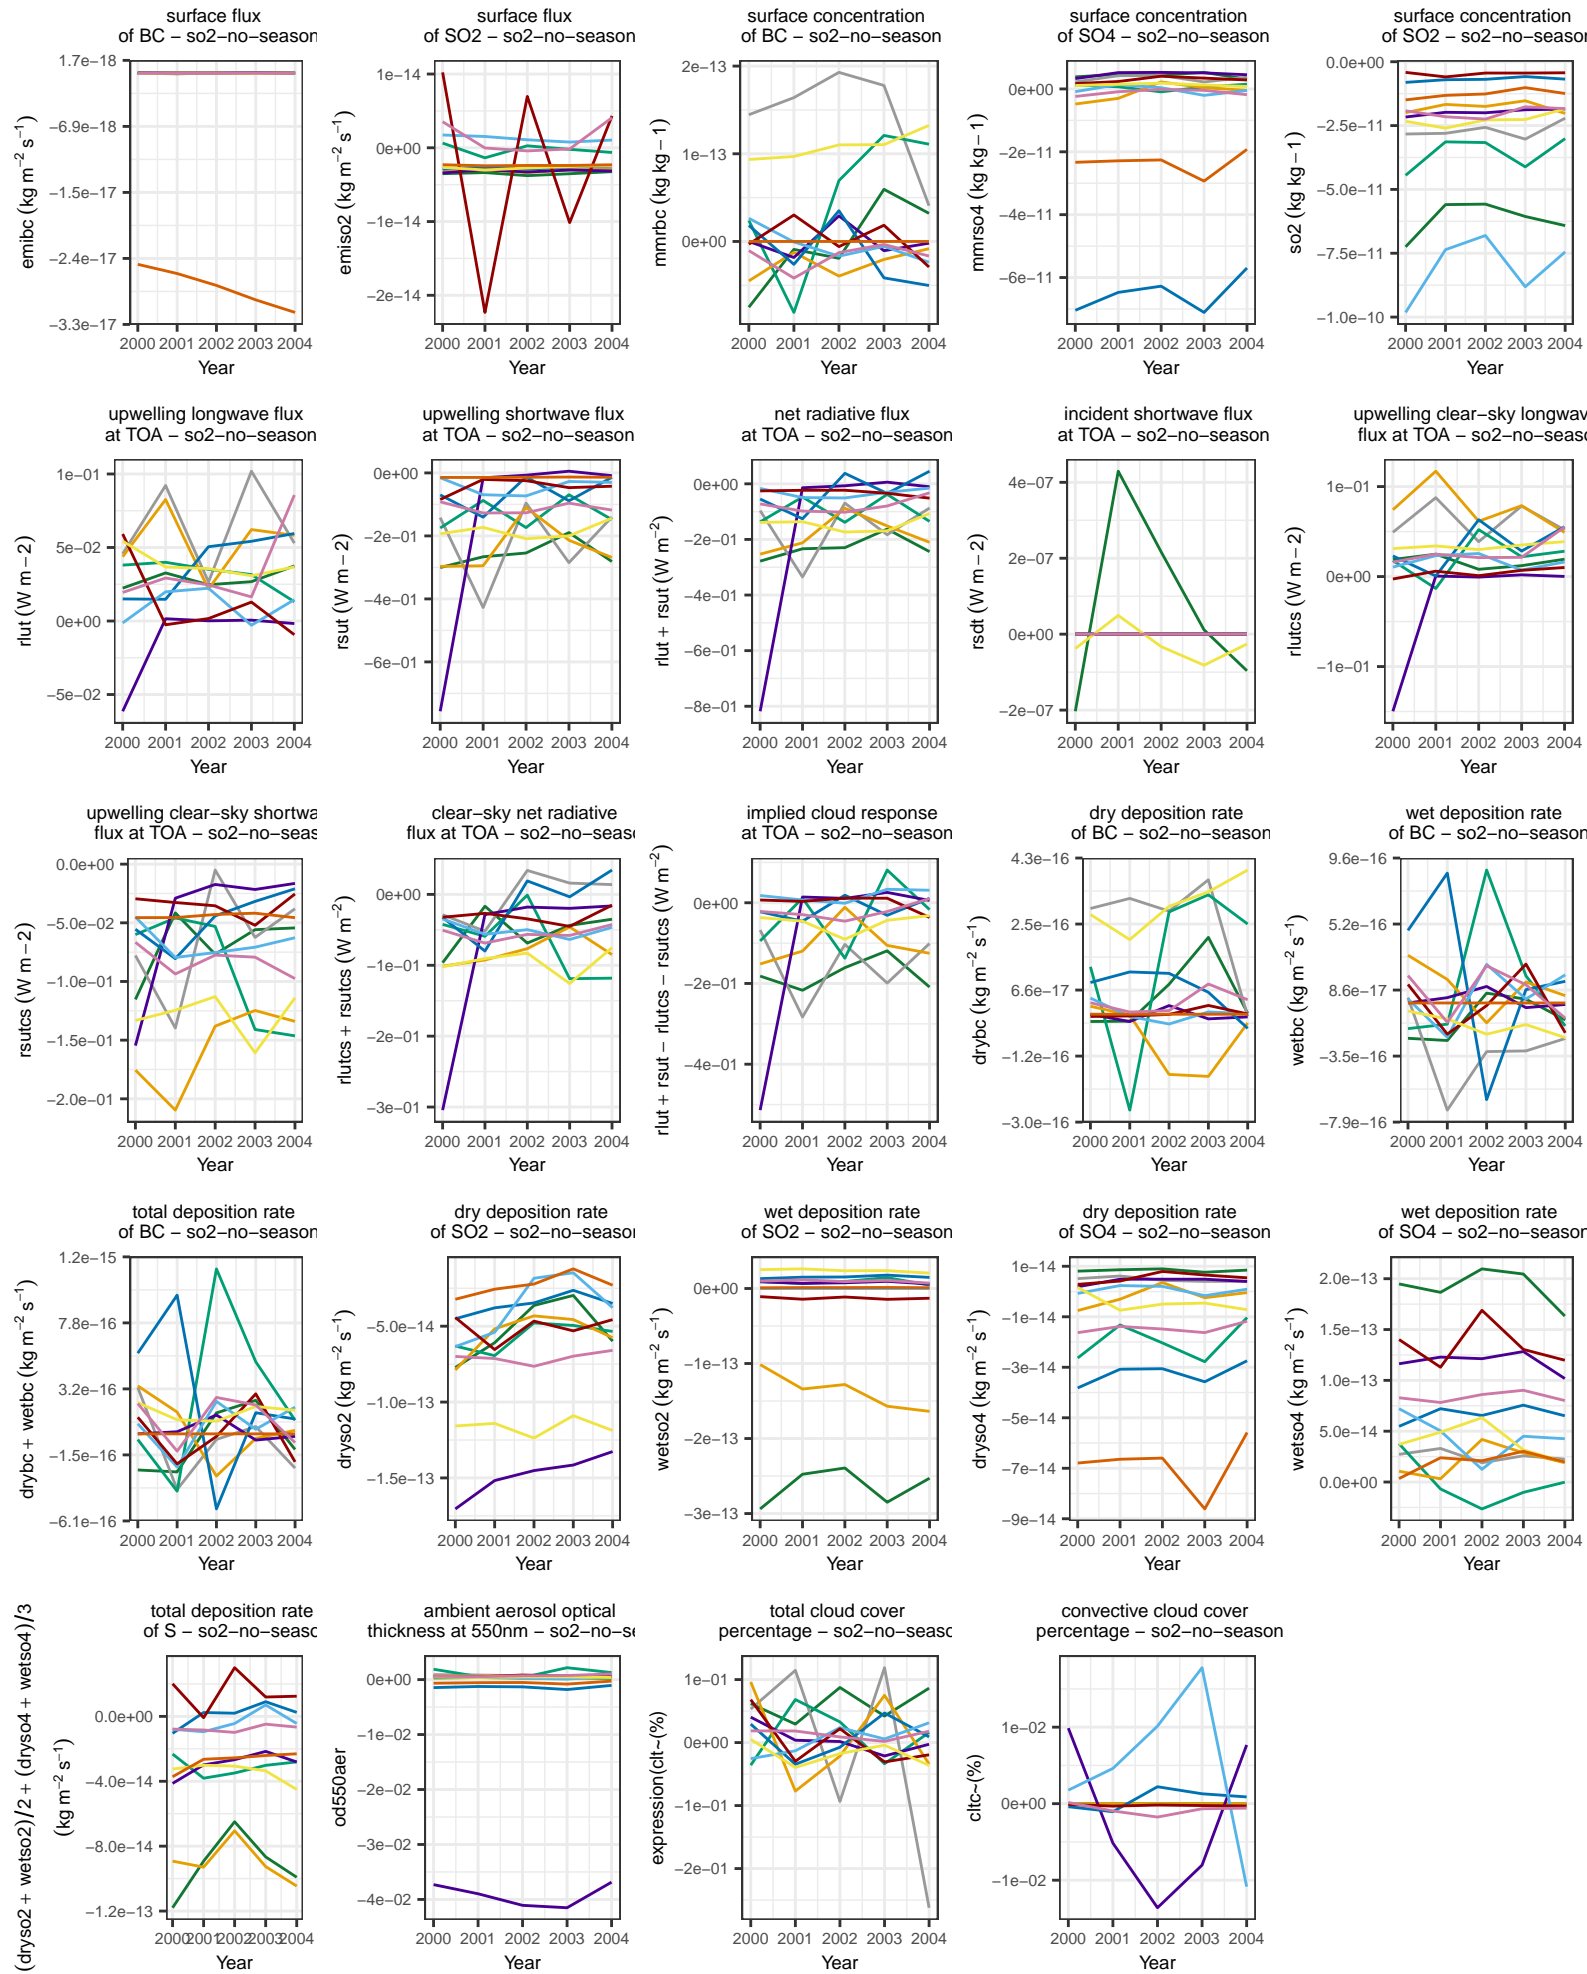 surface flux
of BC − so2−no−season
emibc (kg m−2 s−1)
1.7e−18
−6.9e−18
−1.5e−17
−2.4e−17
−3.3e−17
2000 2001 2002 2003 2004
Year
surface flux
of SO2 − so2−no−season
emiso2 (kg m−2 s−1)
1e−14
0e+00
−1e−14
−2e−14
2000 2001 2002 2003 2004
Year
surface concentration
of BC − so2−no−season
mmrbc (kg kg − 1)
2e−13
1e−13
0e+00
2000 2001 2002 2003 2004
Year
surface concentration
of SO4 − so2−no−season
mmrso4 (kg kg − 1)
0e+00
−2e−11
−4e−11
−6e−11
2000 2001 2002 2003 2004
Year
surface concentration
of SO2 − so2−no−season
so2 (kg kg − 1)
0.0e+00
−2.5e−11
−5.0e−11
−7.5e−11
−1.0e−10
2000 2001 2002 2003 2004
Year
upwelling longwave flux
at TOA − so2−no−season
rlut (W m − 2)
1e−01
5e−02
0e+00
−5e−02
2000 2001 2002 2003 2004
Year
upwelling shortwave flux
at TOA − so2−no−season
rsut (W m − 2)
0e+00
−2e−01
−4e−01
−6e−01
2000 2001 2002 2003 2004
Year
net radiative flux
at TOA − so2−no−season
rlut + rsut (W m−2)
0e+00
−2e−01
−4e−01
−6e−01
−8e−01
2000 2001 2002 2003 2004
Year
incident shortwave flux
at TOA − so2−no−season
rsdt (W m − 2)
4e−07
2e−07
0e+00
−2e−07
2000 2001 2002 2003 2004
Year
upwelling clear−sky longwav
flux at TOA − so2−no−seasc
rlutcs (W m − 2)
1e−01
0e+00
−1e−01
2000 2001 2002 2003 2004
Year
upwelling clear−sky shortwa
flux at TOA − so2−no−seas
rsutcs (W m − 2)
0.0e+00
−5.0e−02
−1.0e−01
−1.5e−01
−2.0e−01
2000 2001 2002 2003 2004
Year
clear−sky net radiative
flux at TOA − so2−no−seasc
rlutcs + rsutcs (W m−2)
0e+00
−1e−01
−2e−01
−3e−01
2000 2001 2002 2003 2004
Year
implied cloud response
at TOA − so2−no−season
rlut + rsut − rlutcs − rsutcs (W m−2)
0e+00
−2e−01
−4e−01
2000 2001 2002 2003 2004
Year
dry deposition rate
of BC − so2−no−season
drybc (kg m−2 s−1)
4.3e−16
2.5e−16
6.6e−17
−1.2e−16
−3.0e−16
2000 2001 2002 2003 2004
Year
wet deposition rate
of BC − so2−no−season
wetbc (kg m−2 s−1)
9.6e−16
5.2e−16
8.6e−17
−3.5e−16
−7.9e−16
2000 2001 2002 2003 2004
Year
total deposition rate
of BC − so2−no−season
drybc + wetbc (kg m−2 s−1)
1.2e−15
7.8e−16
3.2e−16
−1.5e−16
−6.1e−16
2000 2001 2002 2003 2004
Year
dry deposition rate
of SO2 − so2−no−season
dryso2 (kg m−2 s−1)
−5.0e−14
−1.0e−13
−1.5e−13
2000 2001 2002 2003 2004
Year
wet deposition rate
of SO2 − so2−no−season
wetso2 (kg m−2 s−1)
0e+00
−1e−13
−2e−13
−3e−13
2000 2001 2002 2003 2004
Year
dry deposition rate
of SO4 − so2−no−season
dryso4 (kg m−2 s−1)
1e−14
−1e−14
−3e−14
−5e−14
−7e−14
−9e−14
2000 2001 2002 2003 2004
Year
wet deposition rate
of SO4 − so2−no−season
wetso4 (kg m−2 s−1)
2.0e−13
1.5e−13
1.0e−13
5.0e−14
0.0e+00
2000 2001 2002 2003 2004
Year
total deposition rate
of S − so2−no−seasc
(dryso2 + wetso2)/2 + (dryso4 + wetso4)/3
(kg m−2 s−1)
0.0e+00
−4.0e−14
−8.0e−14
−1.2e−13
2000 2001 2002 2003 2004
Year
ambient aerosol optical
thickness at 550nm − so2−no−se
od550aer
0e+00
−1e−02
−2e−02
−3e−02
−4e−02
2000 2001 2002 2003 2004
Year
total cloud cover
percentage − so2−no−seasc
expression(clt~(%)
1e−01
0e+00
−1e−01
−2e−01
2000 2001 2002 2003 2004
Year
convective cloud cover
percentage − so2−no−season
cltc~(%)
1e−02
0e+00
−1e−02
2000 2001 2002 2003 2004
Year